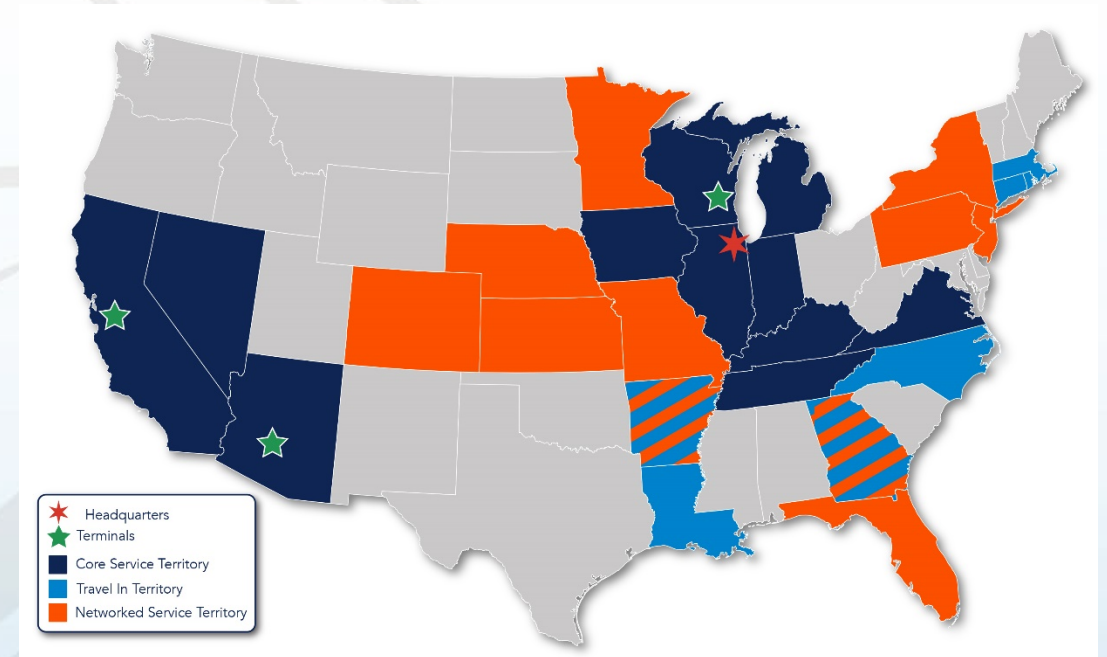 Headquarters
Terminals
Core Service Territory
Travel In Territory
Networked Service Territory